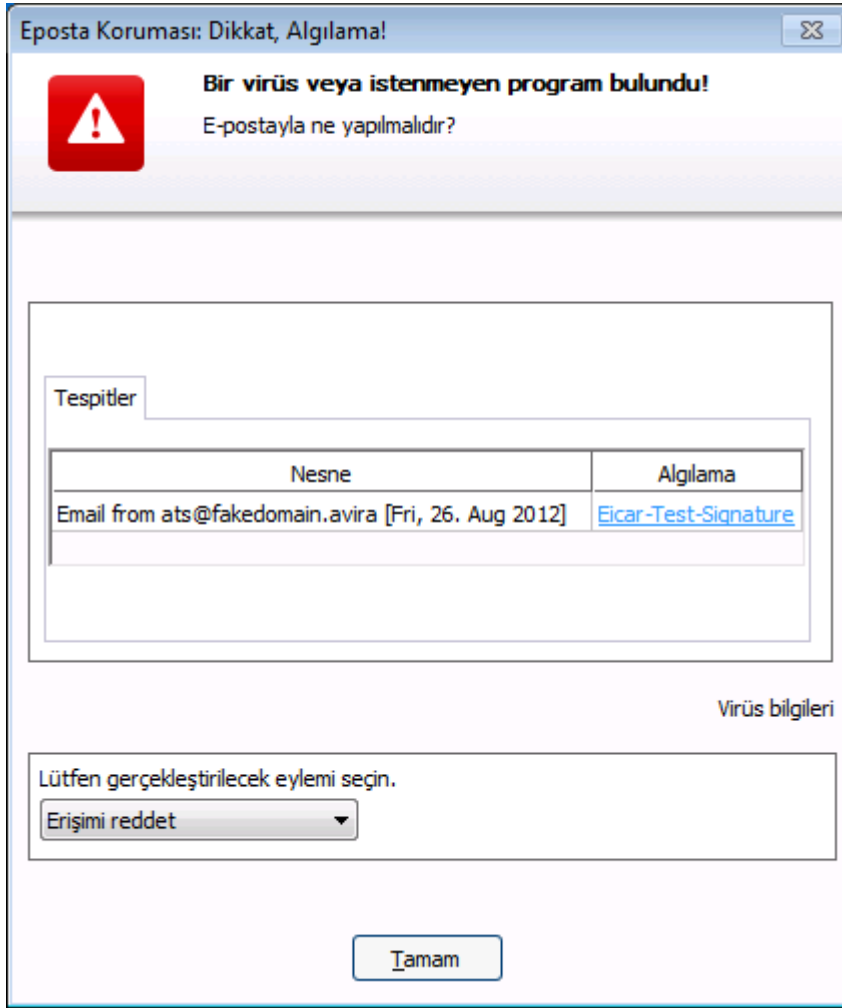 Eposta Koruması: Dikkat, Algılama!
Bir virüs veya istenmeyen program bulundu!
E-postayla ne yapılmalıdır?
Tespitler
Nesne Algılama
Email from ats@fakedomain.avira [Fri, 26. Aug 2012] Eicar-Test-Signature
Virüs bilgileri
Lütfen gerçekleştirilecek eylemi seçin.
Erişimi reddet
Tamam